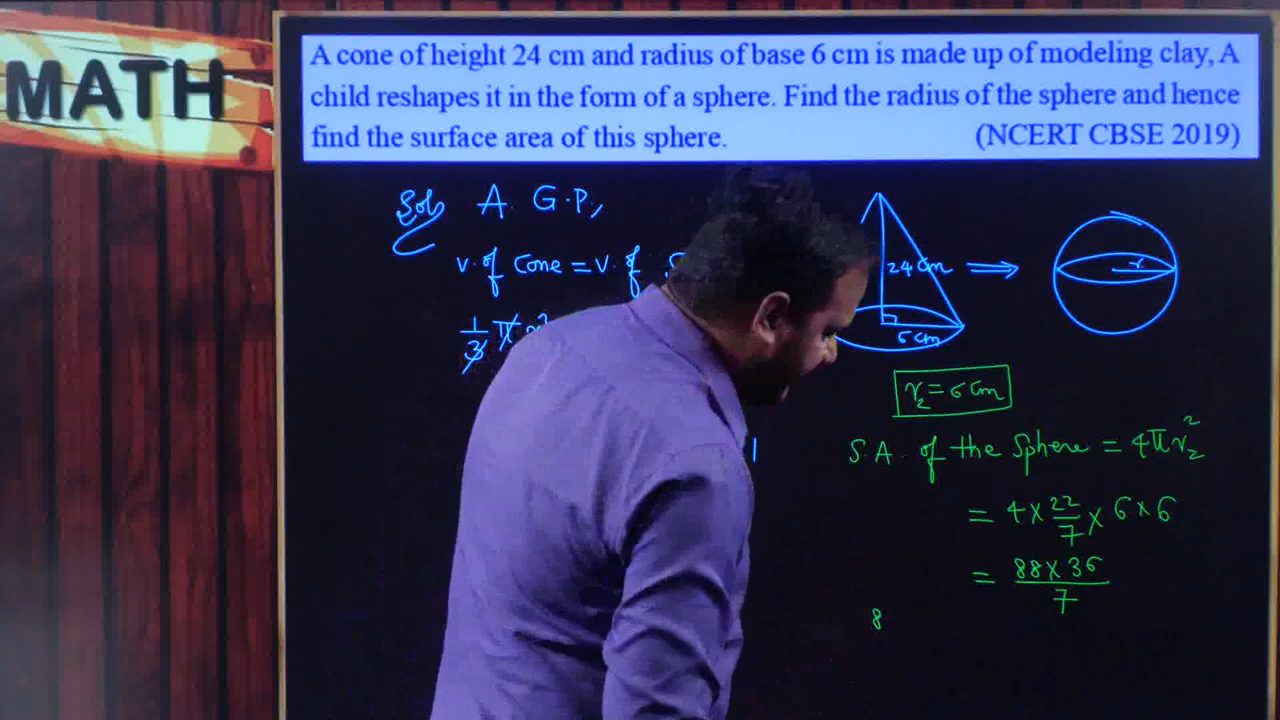 MATH
A cone of height 24 cm and radius of base 6 cm is made up of modeling clay, A
child reshapes it in the form of a sphere. Find the radius of the sphere and hence
find the surface area of this sphere. (NCERT CBSE 2019)
Sol A. G.P,
V. of Cone = V. of
1/3 π
24 cm
6 cm
r
r₂ = 6 cm
S.A. of the Sphere = 4πr₂²
= 4 × 22/7 × 6 × 6
= 88 × 36 / 7
8